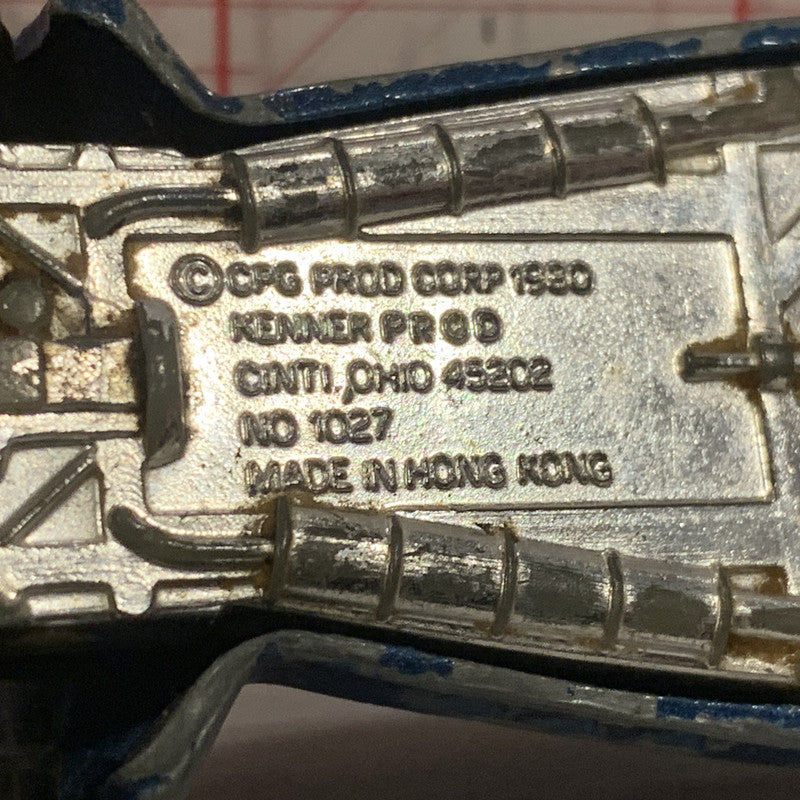 © CPG PROD CORP 1980
KENNER PROD
CINTI., OHIO 45202
NO 1027
MADE IN HONG KONG